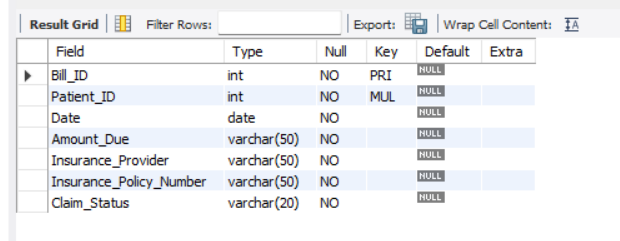 Result Grid Filter Rows: Export: Wrap Cell Content: IA
Field Type Null Key Default Extra
Bill_ID int NO PRI NULL
Patient_ID int NO MUL NULL
Date date NO NULL
Amount_Due varchar(50) NO NULL
Insurance_Provider varchar(50) NO NULL
Insurance_Policy_Number varchar(50) NO NULL
Claim_Status varchar(20) NO NULL